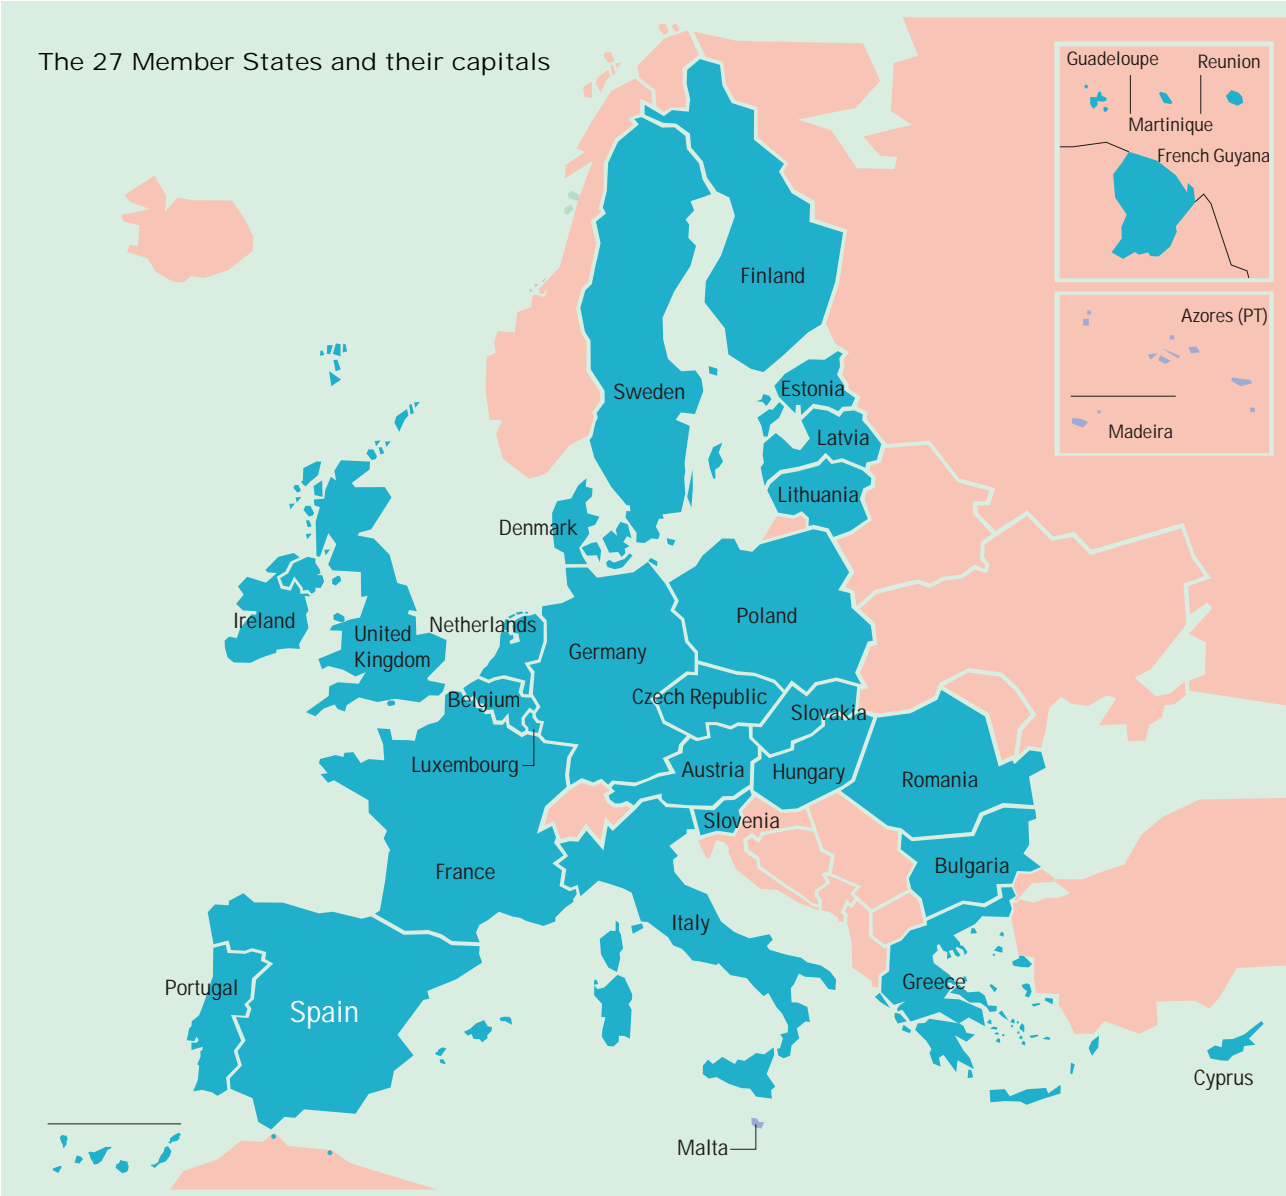 The 27 Member States and their capitals
Guadeloupe
Reunion
Martinique
French Guyana
Finland
Azores (PT)
Madeira
Sweden
Estonia
Latvia
Lithuania
Denmark
Ireland
United
Kingdom
Netherlands
Poland
Germany
Belgium
Czech Republic
Slovakia
Luxembourg
Austria
Hungary
Romania
Slovenia
France
Bulgaria
Italy
Portugal
Spain
Greece
Cyprus
Malta